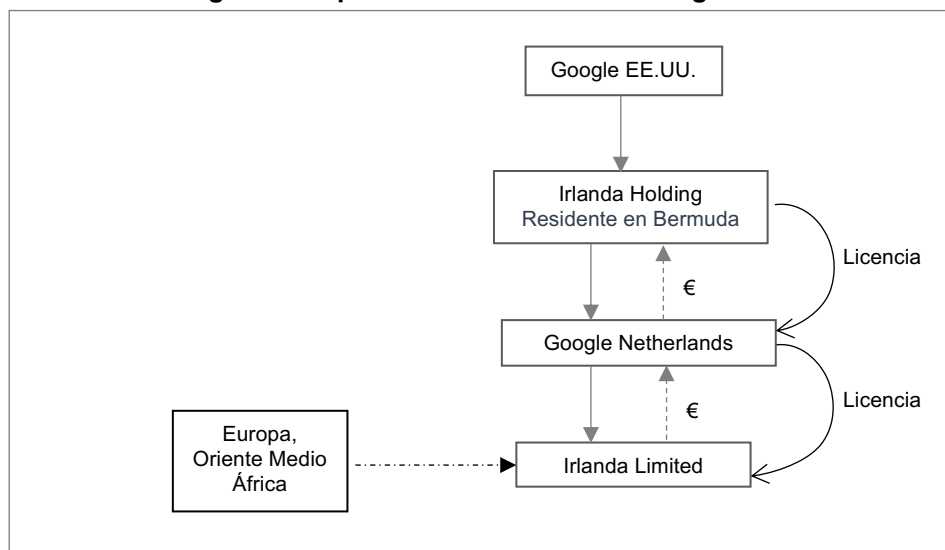 Google EE.UU.
Irlanda Holding
Residente en Bermuda
Licencia
€
Google Netherlands
Licencia
€
Europa,
Oriente Medio
África
Irlanda Limited